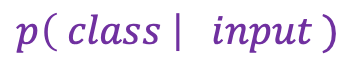 p( class | input )